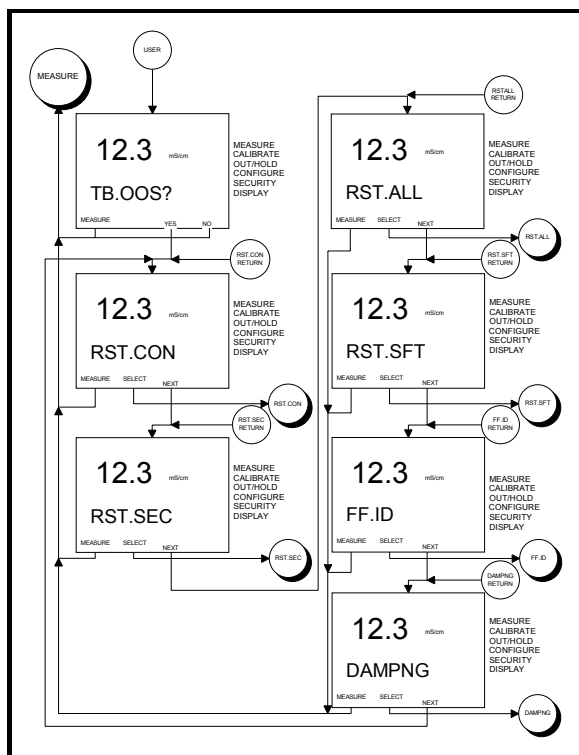 USER
MEASURE
12.3 mS/cm
TB.OOS?
MEASURE YES NO
MEASURE
CALIBRATE
OUT/HOLD
CONFIGURE
SECURITY
DISPLAY
RST.CON
RETURN
12.3 mS/cm
RST.CON
MEASURE SELECT NEXT
MEASURE
CALIBRATE
OUT/HOLD
CONFIGURE
SECURITY
DISPLAY
RST.CON
RST.SEC
RETURN
12.3 mS/cm
RST.SEC
MEASURE SELECT NEXT
MEASURE
CALIBRATE
OUT/HOLD
CONFIGURE
SECURITY
DISPLAY
RST.SEC
RSTALL
RETURN
12.3 mS/cm
RST.ALL
MEASURE SELECT NEXT
MEASURE
CALIBRATE
OUT/HOLD
CONFIGURE
SECURITY
DISPLAY
RST.ALL
RST.SFT
RETURN
12.3 mS/cm
RST.SFT
MEASURE SELECT NEXT
MEASURE
CALIBRATE
OUT/HOLD
CONFIGURE
SECURITY
DISPLAY
RST.SFT
FF.ID
RETURN
12.3 mS/cm
FF.ID
MEASURE SELECT NEXT
MEASURE
CALIBRATE
OUT/HOLD
CONFIGURE
SECURITY
DISPLAY
FF.ID
DAMPNG
RETURN
12.3 mS/cm
DAMPNG
MEASURE SELECT NEXT
MEASURE
CALIBRATE
OUT/HOLD
CONFIGURE
SECURITY
DISPLAY
DAMPNG